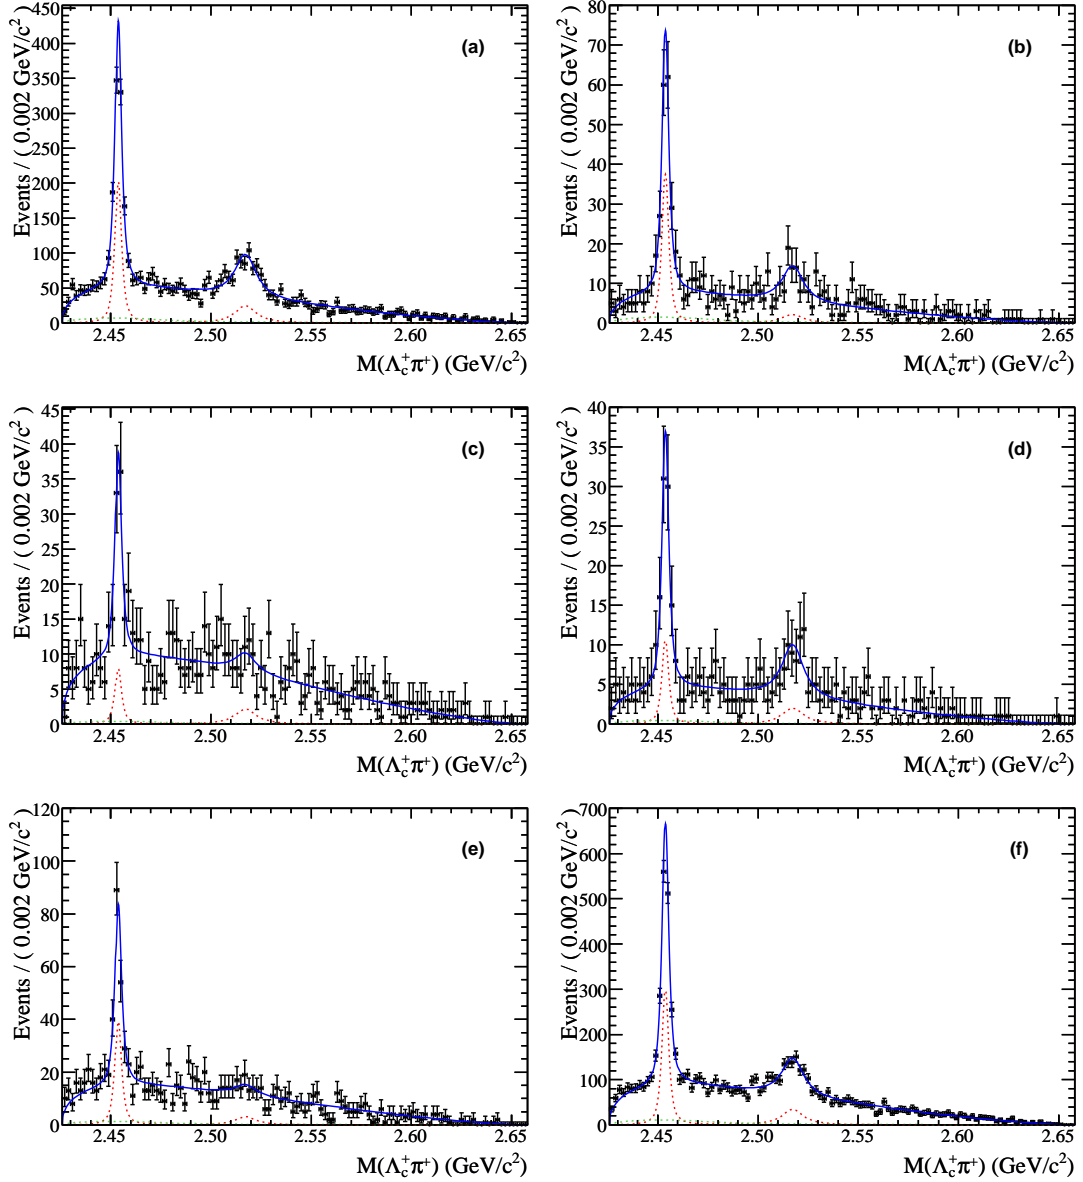 Events / ( 0.002 GeV/c²)
450
400
350
300
250
200
150
100
50
0
(a)
2.45 2.50 2.55 2.60 2.65
M(Λc⁺π⁺) (GeV/c²)
Events / ( 0.002 GeV/c²)
80
70
60
50
40
30
20
10
0
(b)
2.45 2.50 2.55 2.60 2.65
M(Λc⁺π⁺) (GeV/c²)
Events / ( 0.002 GeV/c²)
45
40
35
30
25
20
15
10
5
0
(c)
2.45 2.50 2.55 2.60 2.65
M(Λc⁺π⁺) (GeV/c²)
Events / ( 0.002 GeV/c²)
40
35
30
25
20
15
10
5
0
(d)
2.45 2.50 2.55 2.60 2.65
M(Λc⁺π⁺) (GeV/c²)
Events / ( 0.002 GeV/c²)
120
100
80
60
40
20
0
(e)
2.45 2.50 2.55 2.60 2.65
M(Λc⁺π⁺) (GeV/c²)
Events / ( 0.002 GeV/c²)
700
600
500
400
300
200
100
0
(f)
2.45 2.50 2.55 2.60 2.65
M(Λc⁺π⁺) (GeV/c²)